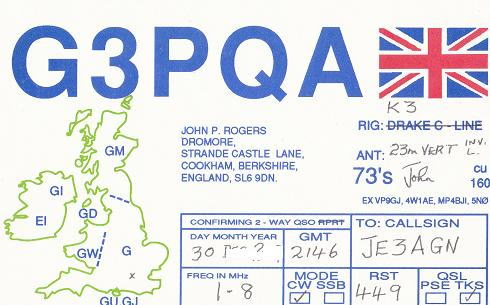 G3PQA
K3
RIG: DRAKE C - LINE
JOHN P. ROGERS
DROMORE,
STRANDE CASTLE LANE,
COOKHAM, BERKSHIRE,
ENGLAND, SL6 9DN.
ANT: 23m VERT INV. L.
73's John CU 160
EX VP9GJ, 4W1AE, MP4BJI, 5NØ
GM
GI
EI
GD
GW
G
x
GU GJ
CONFIRMING 2 - WAY QSO RPRT
TO: CALLSIGN
DAY MONTH YEAR GMT
30 2146 JE3AGN
FREQ IN MHz MODE RST QSL
CW SSB PSE TKS
1-8 449